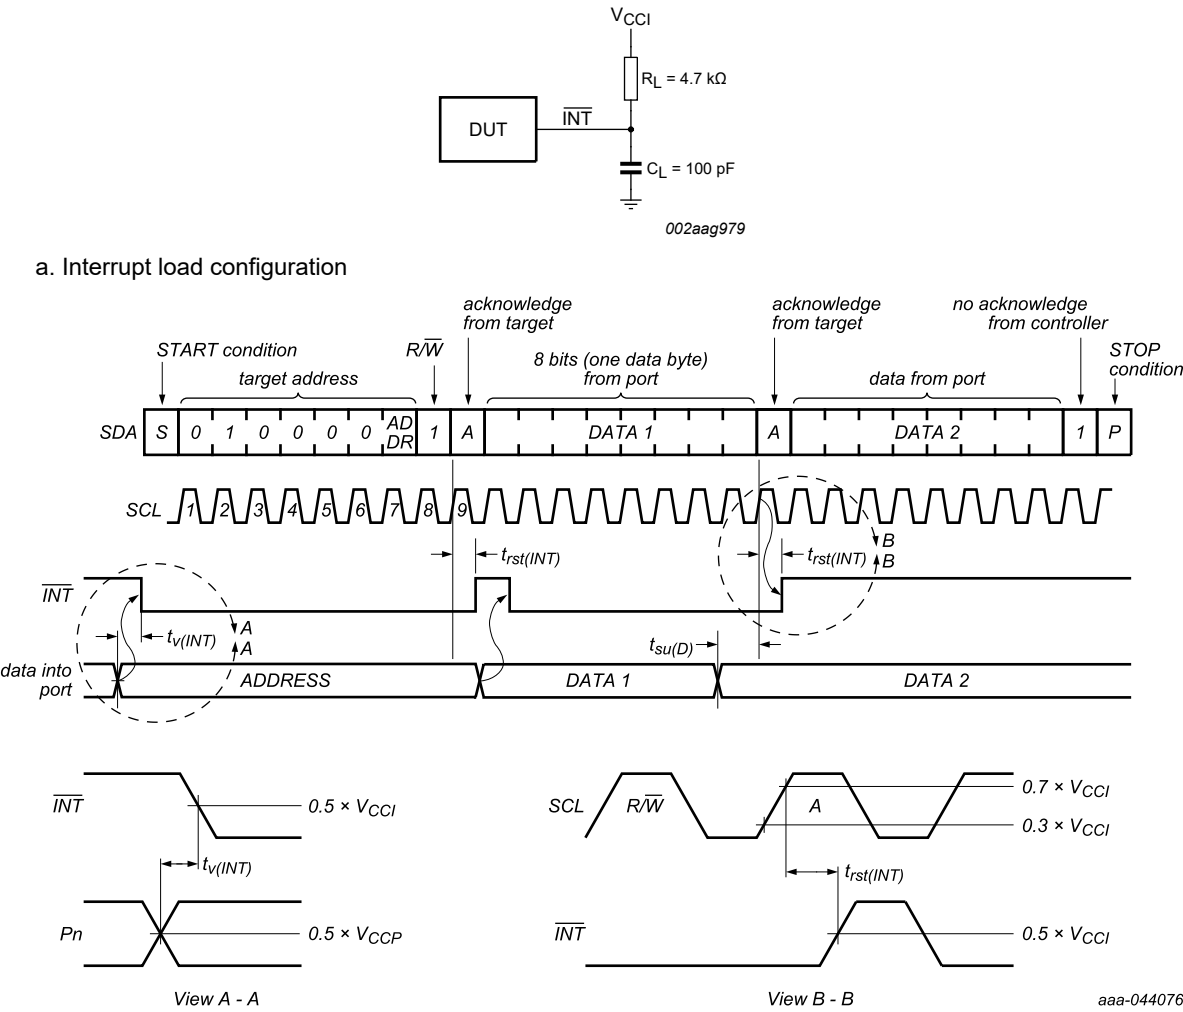 VCCI
RL = 4.7 kΩ
DUT
INT
CL = 100 pF
002aag979
a. Interrupt load configuration
acknowledge
from target
acknowledge
from target
no acknowledge
from controller
START condition
R/W
8 bits (one data byte)
from port
STOP
condition
target address
data from port
SDA S 0 1 0 0 0 0 AD DR 1 A DATA 1 A DATA 2 1 P
SCL 1 2 3 4 5 6 7 8 9
trst(INT)
trst(INT)
B
B
INT
tv(INT)
A
A
tsu(D)
data into
port
ADDRESS
DATA 1
DATA 2
INT
0.5 × VCCI
tv(INT)
Pn
0.5 × VCCP
View A - A
SCL
R/W
A
0.7 × VCCI
0.3 × VCCI
trst(INT)
INT
0.5 × VCCI
View B - B
aaa-044076